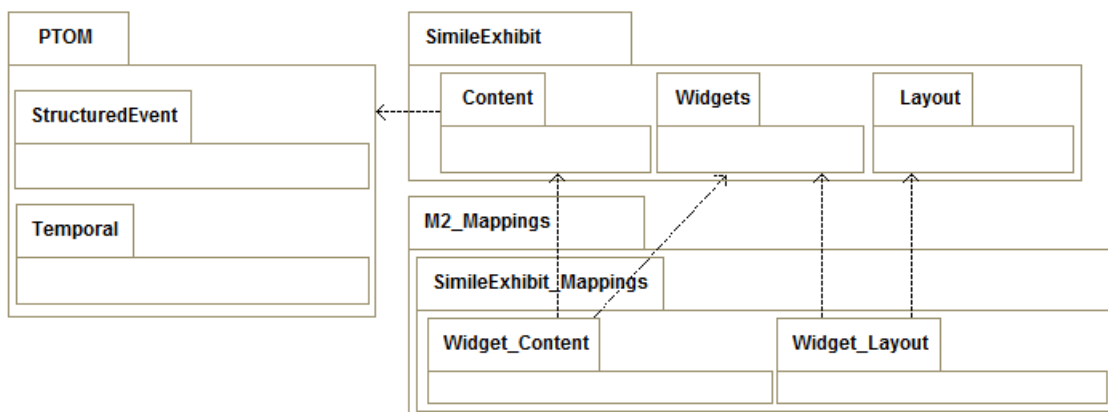 PTOM
SimileExhibit
Content
Widgets
Layout
StructuredEvent
Temporal
M2_Mappings
SimileExhibit_Mappings
Widget_Content
Widget_Layout